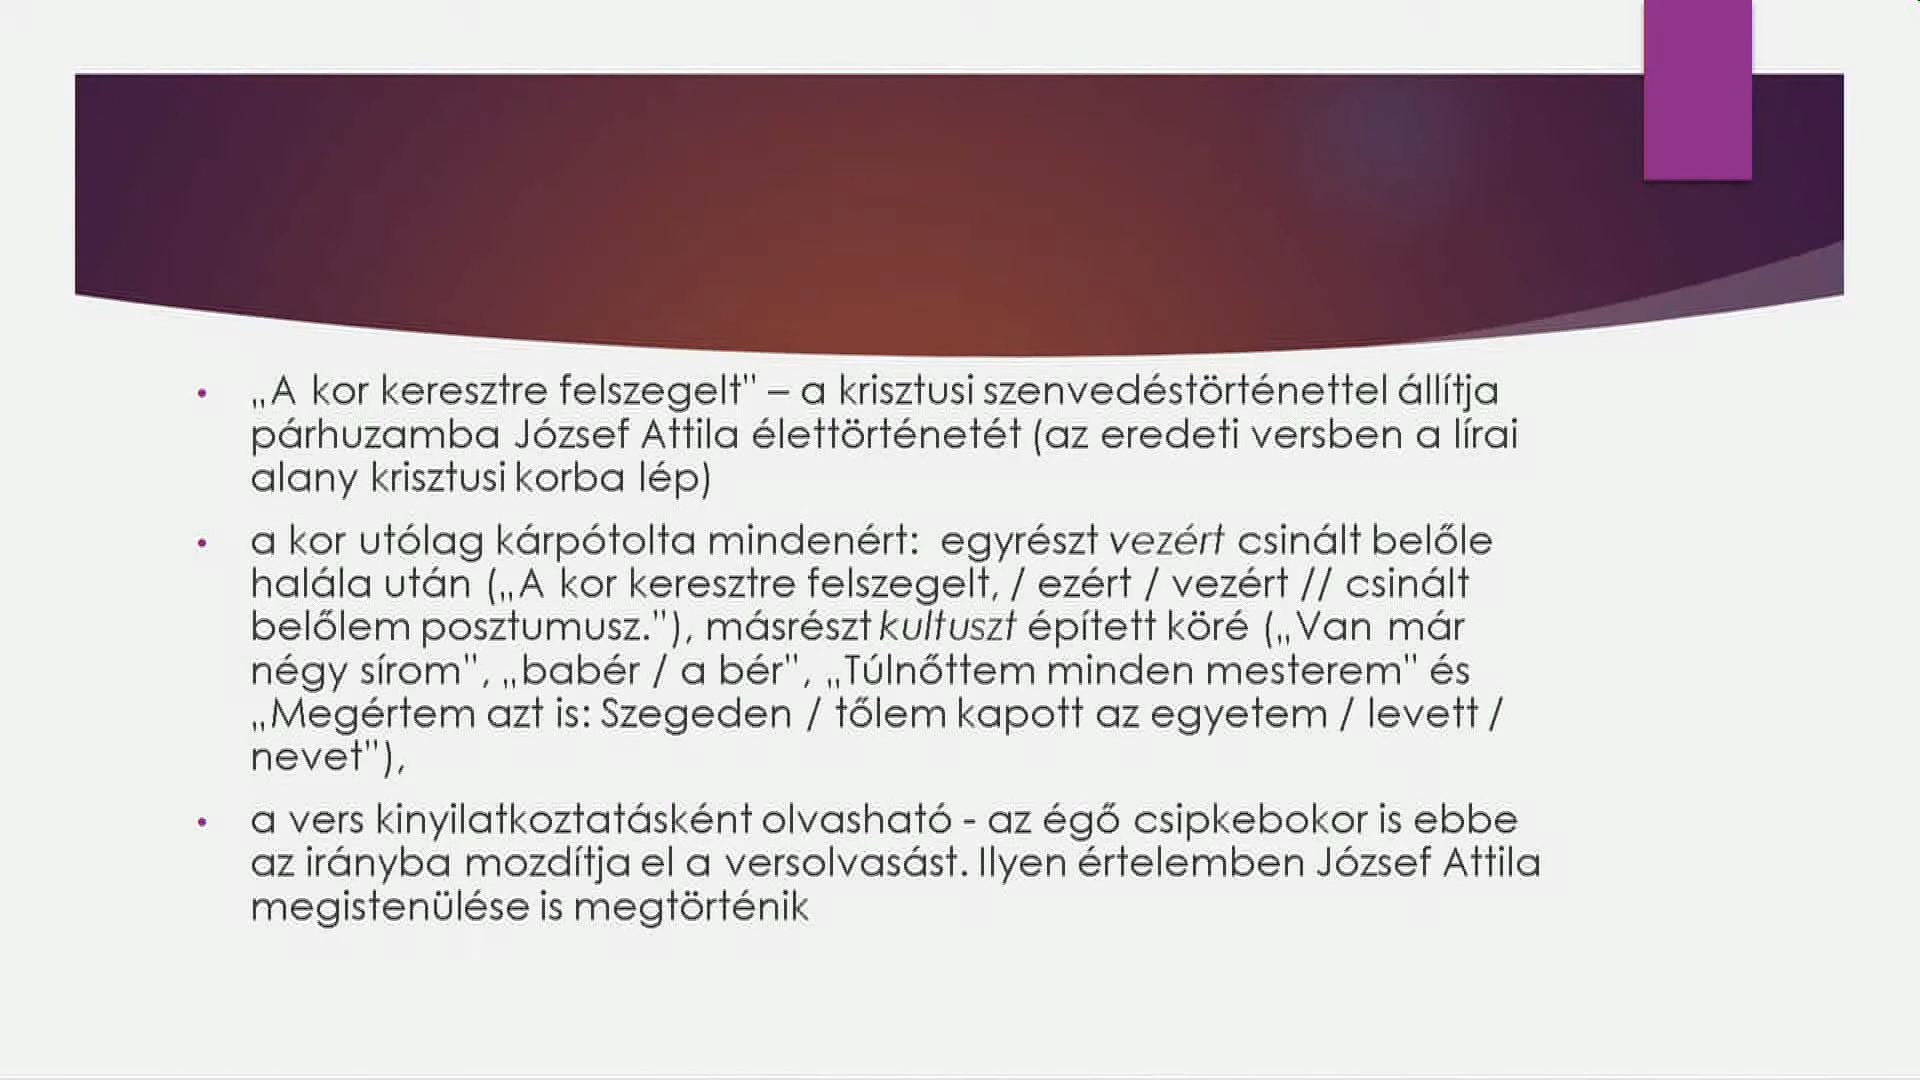 • „A kor keresztre felszegelt" – a krisztusi szenvedéstörténettel állítja
párhuzamba József Attila élettörténetét (az eredeti versben a lírai
alany krisztusi korba lép)
• a kor utólag kárpótolta mindenért:  egyrészt vezért csinált belőle
halála után („A kor keresztre felszegelt, / ezért / vezért // csinált
belőlem posztumusz."), másrészt kultuszt épített köré („Van már
négy sírom", „babér / a bér", „Túlnőttem minden mesterem" és
„Megértem azt is: Szegeden / tőlem kapott az egyetem / levett /
nevet"),
• a vers kinyilatkoztatásként olvasható - az égő csipkebokor is ebbe
az irányba mozdítja el a versolvasást. Ilyen értelemben József Attila
megistenülése is megtörténik